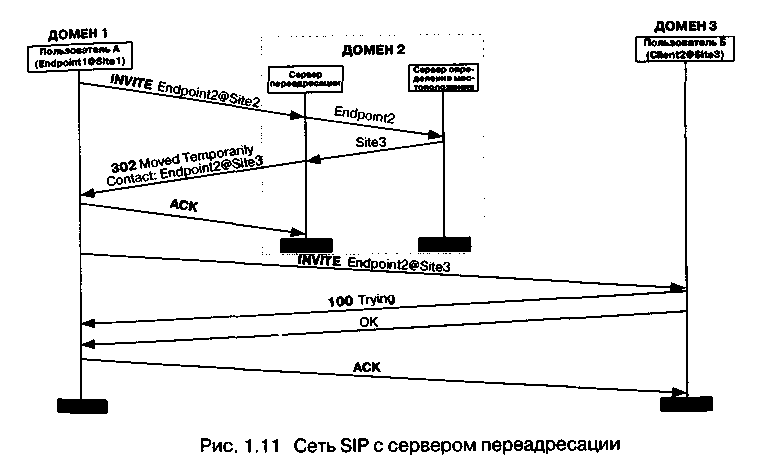 ДОМЕН 1
Пользователь А
(Endpoint1@Site1)
ДОМЕН 2
Сервер
переадресации
Сервер опре-
деления мес-
тоположения
ДОМЕН 3
Пользователь Б
(Client2@Site3)
INVITE Endpoint2@Site2
Endpoint2
Site3
302 Moved Temporarily
Contact: Endpoint2@Site3
ACK
INVITE Endpoint2@Site3
100 Trying
OK
ACK
Рис. 1.11 Сеть SIP с сервером переадресации